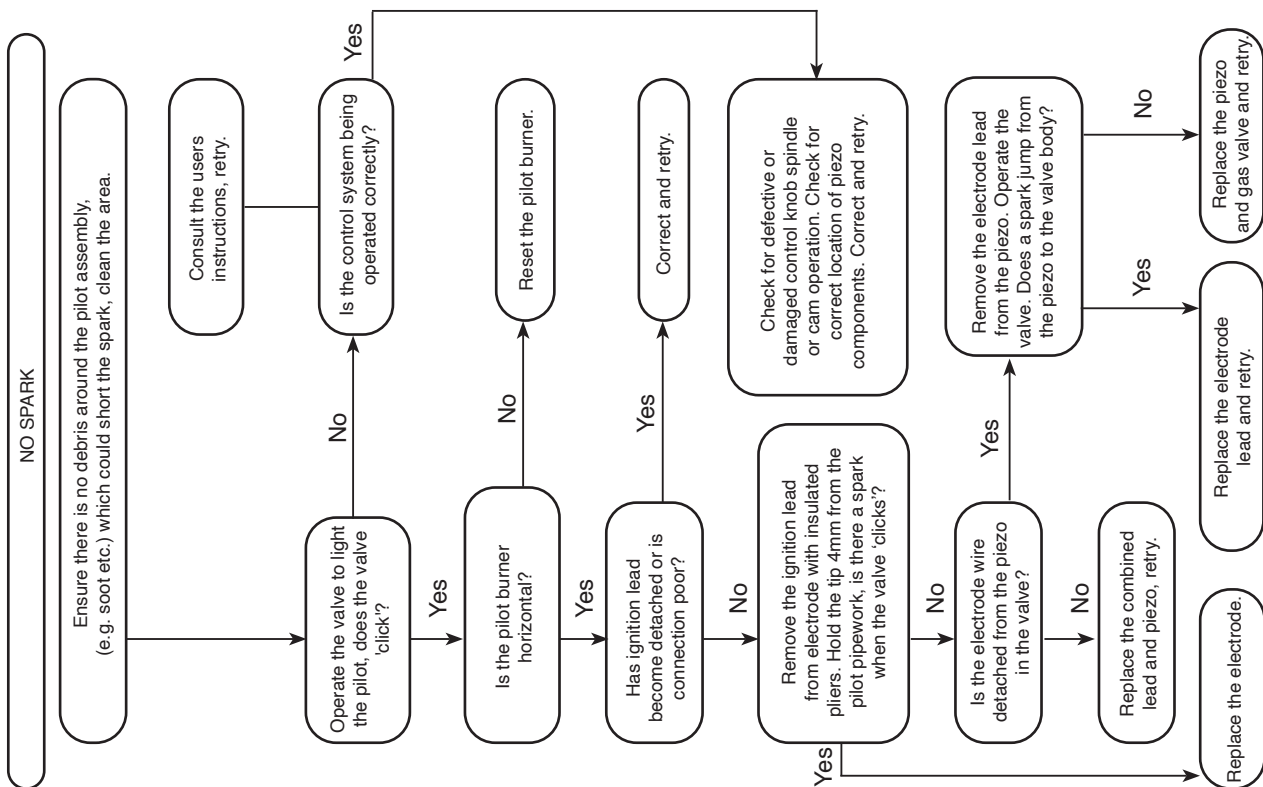 NO SPARK
Ensure there is no debris around the pilot assembly,
(e.g. soot etc.) which could short the spark, clean the area.
Consult the users
instructions, retry.
Operate the valve to light
the pilot, does the valve
'click'?
No
Is the control system being
operated correctly?
Yes
Yes
Is the pilot burner
horizontal?
No
Reset the pilot burner.
Yes
Has ignition lead
become detached or is
connection poor?
Yes
Correct and retry.
No
Remove the ignition lead
from electrode with insulated
pliers. Hold the tip 4mm from the
pilot pipework, is there a spark
when the valve ‘clicks’?
Check for defective or
damaged control knob spindle
or cam operation. Check for
correct location of piezo
components. Correct and retry.
Yes
No
Is the electrode wire
detached from the piezo
in the valve?
Yes
Remove the electrode lead
from the piezo. Operate the
valve. Does a spark jump from
the piezo to the valve body?
No
Replace the combined
lead and piezo, retry.
Yes
No
Replace the electrode.
Replace the electrode
lead and retry.
Replace the piezo
and gas valve and retry.